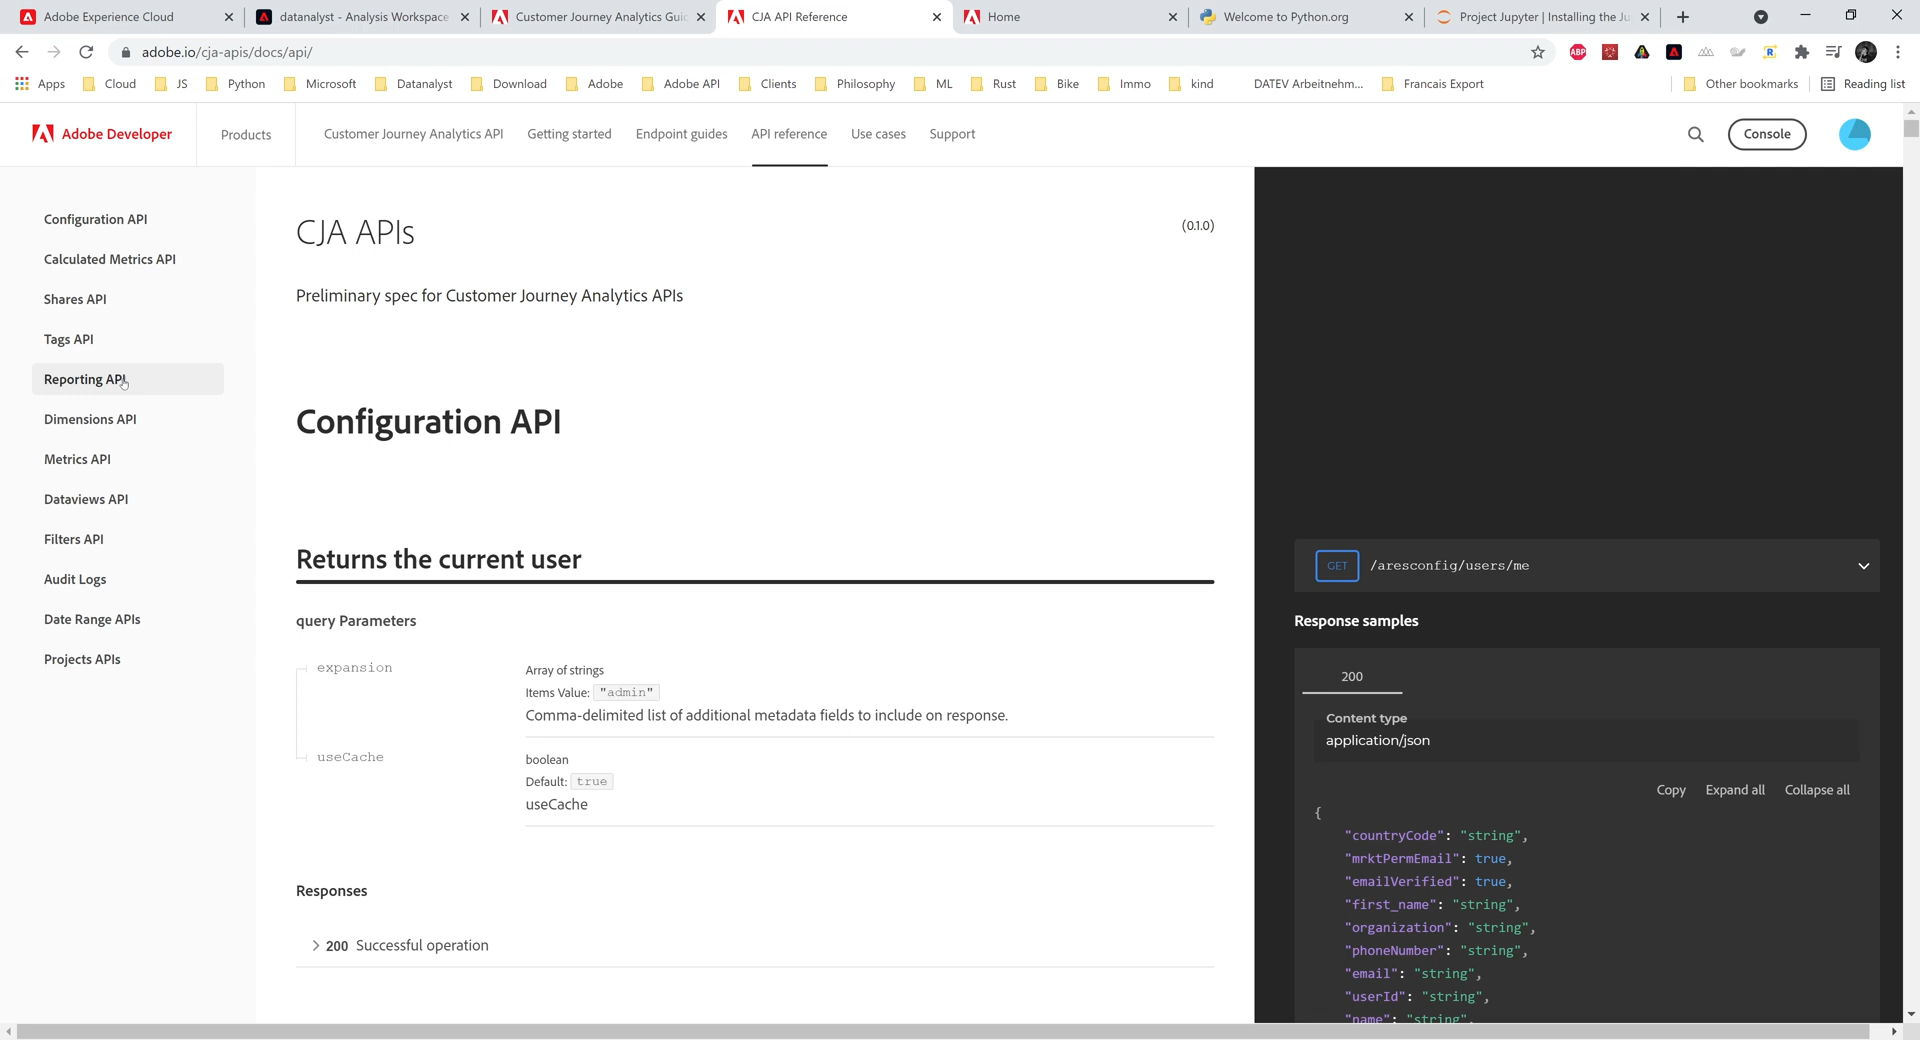 Adobe Experience Cloud
datanalyst - Analysis Workspace
Customer Journey Analytics Gui
CJA API Reference
Home
Welcome to Python.org
Project Jupyter | Installing the Ju
adobe.io/cja-apis/docs/api/
ABP
Apps
Cloud
JS
Python
Microsoft
Datanalyst
Download
Adobe
Adobe API
Clients
Philosophy
ML
Rust
Bike
Immo
kind
DATEV Arbeitnehm...
Francais Export
Other bookmarks
Reading list
Adobe Developer
Products
Customer Journey Analytics API
Getting started
Endpoint guides
API reference
Use cases
Support
Console
Configuration API
Calculated Metrics API
Shares API
Tags API
Reporting API
Dimensions API
Metrics API
Dataviews API
Filters API
Audit Logs
Date Range APIs
Projects APIs
CJA APIs
(0.1.0)
Preliminary spec for Customer Journey Analytics APIs
Configuration API
Returns the current user
query Parameters
expansion
Array of strings
Items Value: "admin"
Comma-delimited list of additional metadata fields to include on response.
useCache
boolean
Default: true
useCache
Responses
200 Successful operation
GET /aresconfig/users/me
Response samples
200
Content type
application/json
Copy Expand all Collapse all
{
"countryCode": "string",
"mrktPermEmail": true,
"emailVerified": true,
"first_name": "string",
"organization": "string",
"phoneNumber": "string",
"email": "string",
"userId": "string",
"name": "string",